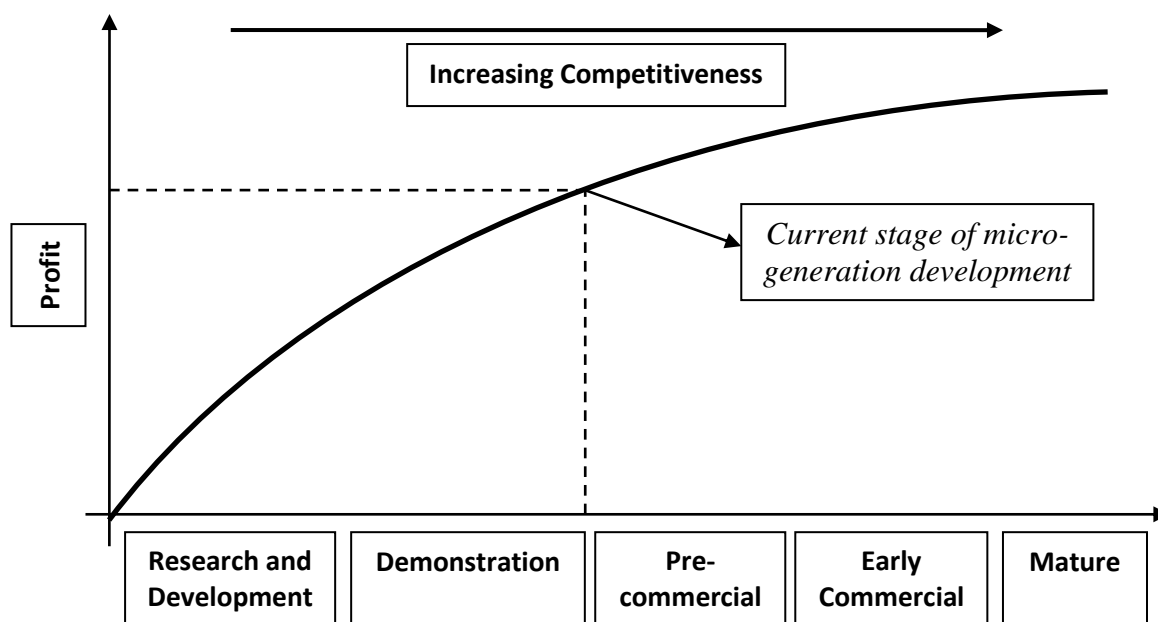 Increasing Competitiveness
Profit
Current stage of micro-
generation development
Research and
Development
Demonstration
Pre-
commercial
Early
Commercial
Mature